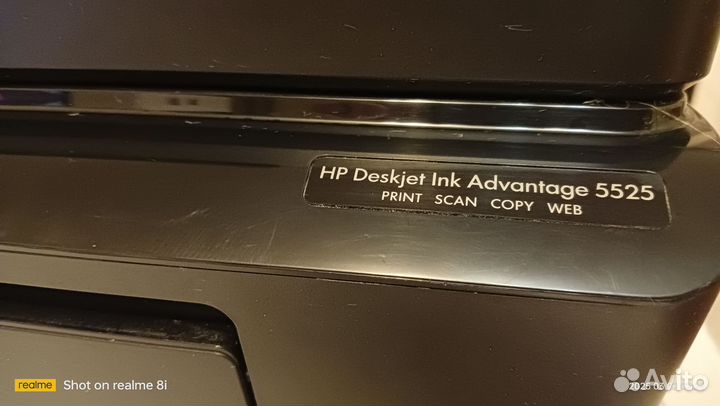 HP Deskjet Ink Advantage 5525
PRINT SCAN COPY WEB
realme Shot on realme 8i
Avito